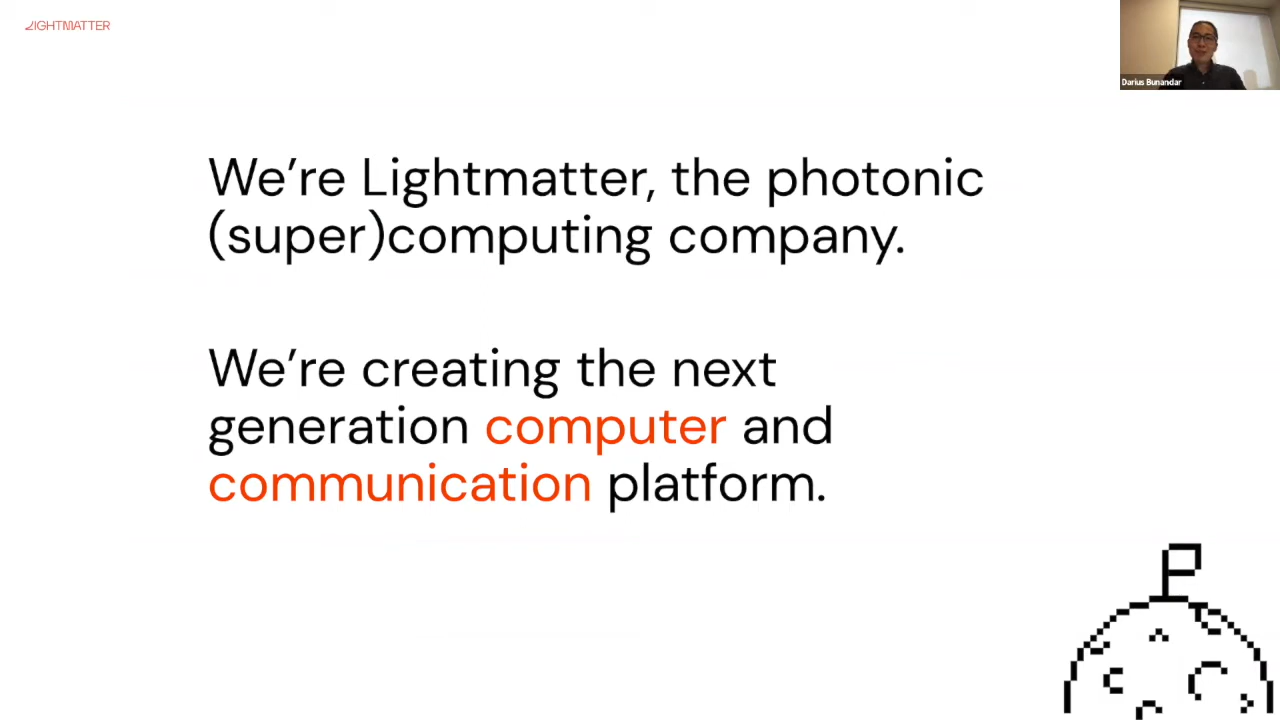 LIGHTMATTER
Darius Bunandar
We’re Lightmatter, the photonic
(super)computing company.
We’re creating the next
generation computer and
communication platform.